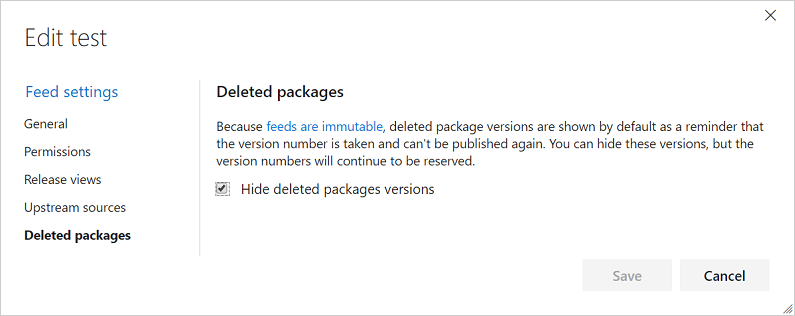 Edit test
Feed settings
General
Permissions
Release views
Upstream sources
Deleted packages
Deleted packages
Because feeds are immutable, deleted package versions are shown by default as a reminder that
the version number is taken and can't be published again. You can hide these versions, but the
version numbers will continue to be reserved.
Hide deleted packages versions
Save
Cancel